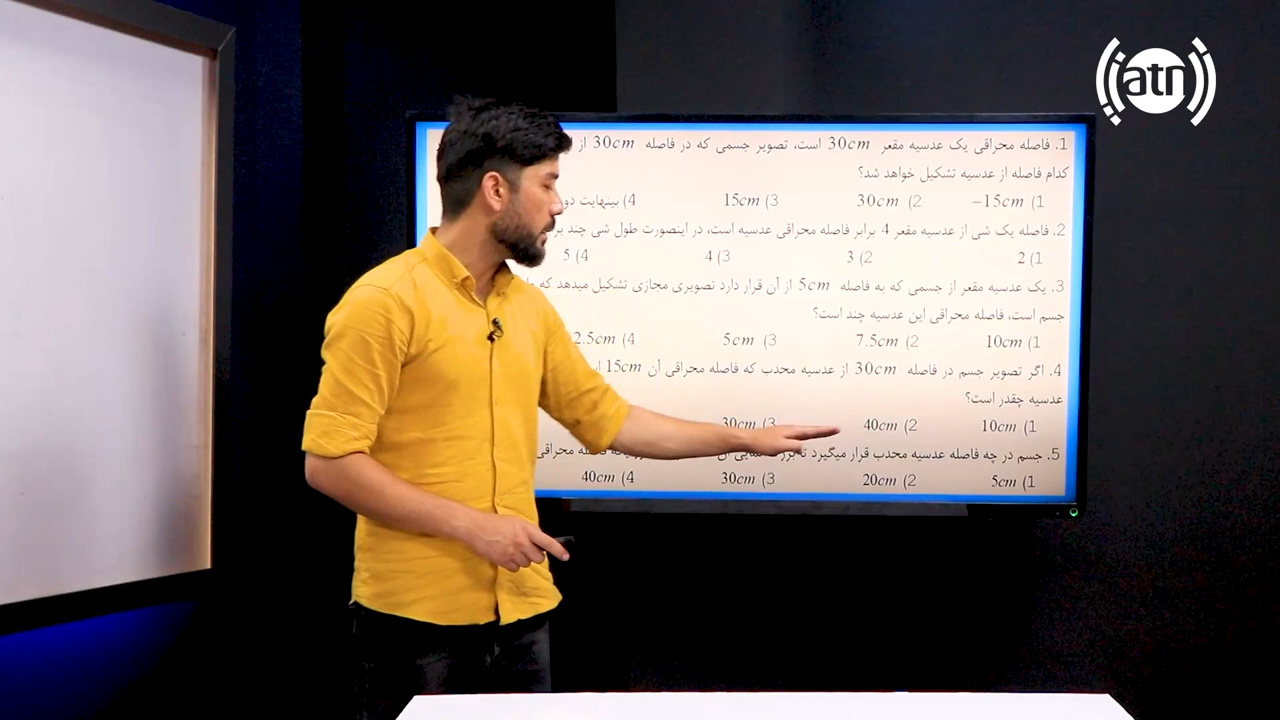 atn
1. فاصله محراقی یک عدسیه مقعر 30cm است، تصویر جسمی که در فاصله 30cm از
کدام فاصله از عدسیه تشکیل خواهد شد؟
1) −15cm 2) 30cm 3) 15cm 4) بینهایت
2. فاصله یک شی از عدسیه مقعر 4 برابر فاصله محراقی عدسیه است، در اینصورت طول شی چند
1) 2 2) 3 3) 4 4) 5
3. یک عدسیه مقعر از جسمی که به فاصله 5cm از آن قرار دارد تصویری مجازی تشکیل میدهد که
جسم است، فاصله محراقی این عدسیه چند است؟
1) 10cm 2) 7.5cm 3) 5cm 4) 2.5cm
4. اگر تصویر جسم در فاصله 30cm از عدسیه محدب که فاصله محراقی آن 15cm
عدسیه چقدر است؟
1) 10cm 2) 40cm 3) 30cm
5. جسم در چه فاصله عدسیه محدب قرار میگیرد تا آن محراقی
1) 5cm 2) 20cm 3) 30cm 4) 40cm